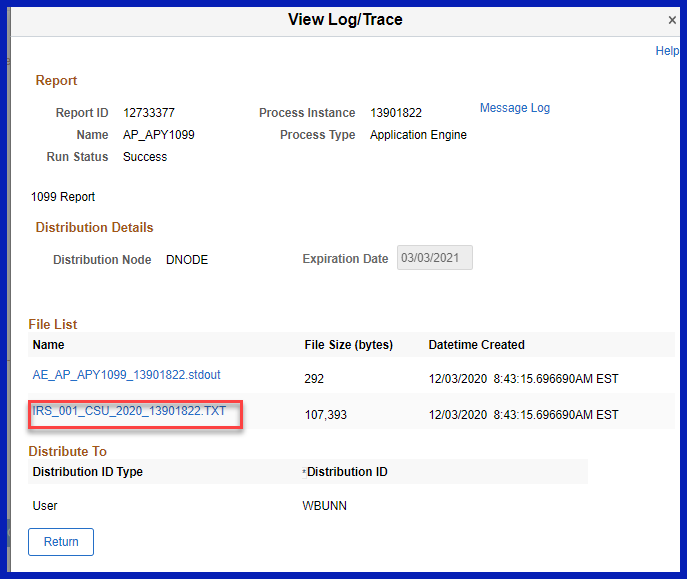 View Log/Trace ×
Help
Report
Report ID 12733377 Process Instance 13901822 Message Log
Name AP_APY1099 Process Type Application Engine
Run Status Success
1099 Report
Distribution Details
Distribution Node DNODE Expiration Date 03/03/2021
File List
Name File Size (bytes) Datetime Created
AE_AP_APY1099_13901822.stdout 292 12/03/2020 8:43:15.696690AM EST
IRS_001_CSU_2020_13901822.TXT 107,393 12/03/2020 8:43:15.696690AM EST
Distribute To
Distribution ID Type *Distribution ID
User WBUNN
Return